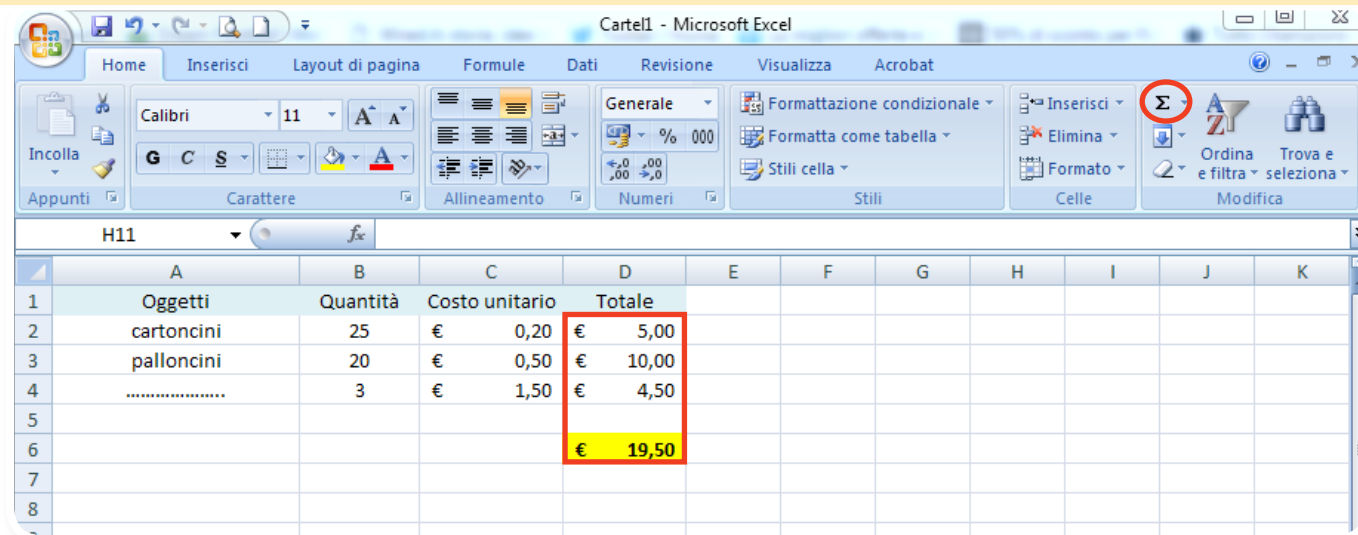 Cartel1 - Microsoft Excel
Home Inserisci Layout di pagina Formule Dati Revisione Visualizza Acrobat
Calibri 11 A A Generale Formattazione condizionale Inserisci Σ
% 000 Formatta come tabella Elimina
Incolla G C S A Stili cella Formato Ordina e filtra Trova e seleziona
Appunti Carattere Allineamento Numeri Stili Celle Modifica
H11 fx
A B C D E F G H I J K
1 Oggetti Quantità Costo unitario Totale
2 cartoncini 25 € 0,20 € 5,00
3 palloncini 20 € 0,50 € 10,00
4 ................... 3 € 1,50 € 4,50
5
6 € 19,50
7
8